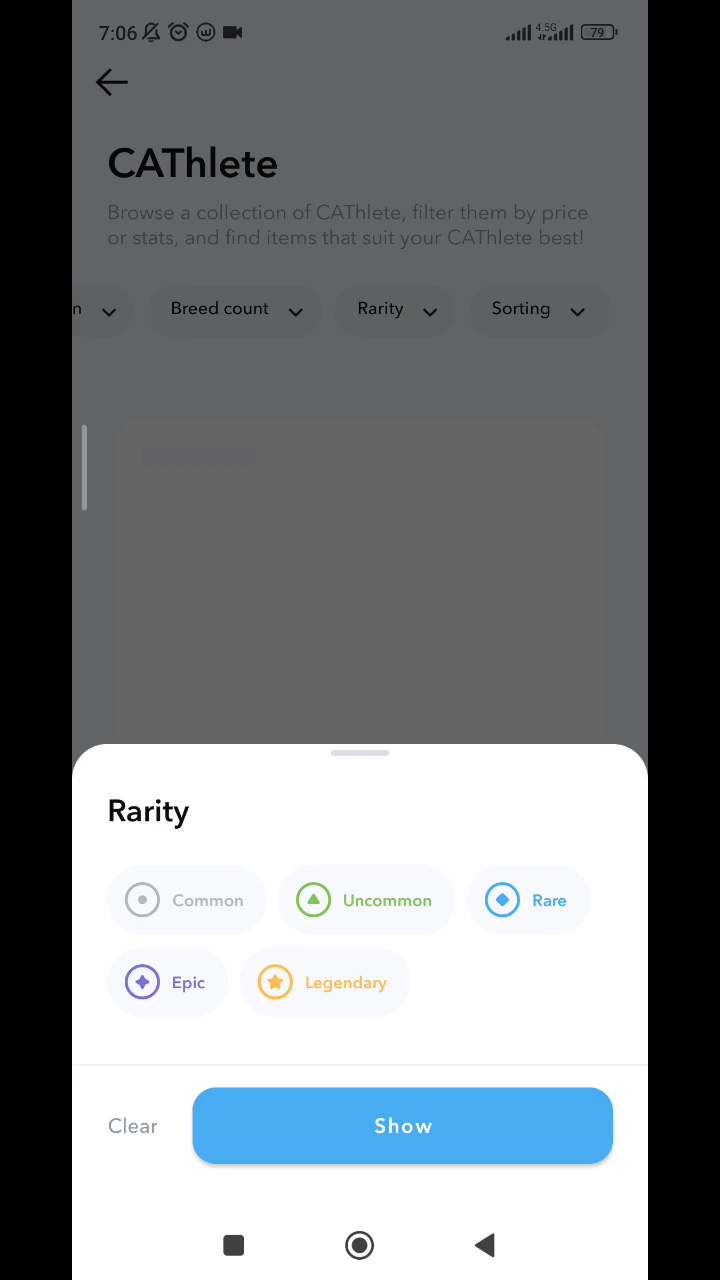 7:06
4.5G
79
CAThlete
Browse a collection of CAThlete, filter them by price
or stats, and find items that suit your CAThlete best!
n Breed count Rarity Sorting
Rarity
Common Uncommon Rare
Epic Legendary
Clear Show